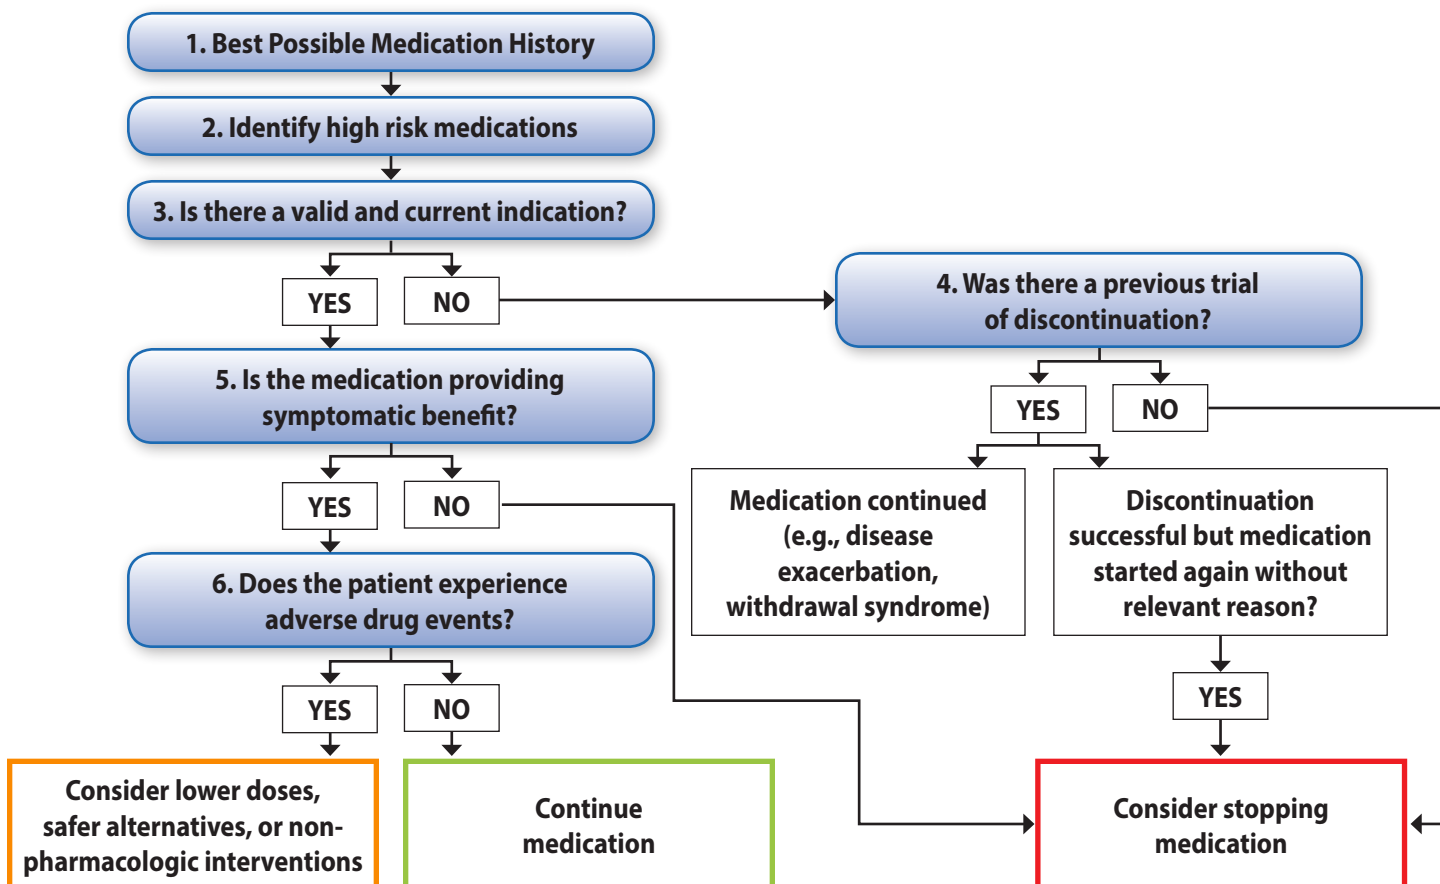 1. Best Possible Medication History
2. Identify high risk medications
3. Is there a valid and current indication?
YES
NO
4. Was there a previous trial
of discontinuation?
YES
NO
5. Is the medication providing
symptomatic benefit?
YES
NO
Medication continued
(e.g., disease
exacerbation,
withdrawal syndrome)
Discontinuation
successful but medication
started again without
relevant reason?
YES
6. Does the patient experience
adverse drug events?
YES
NO
Consider lower doses,
safer alternatives, or non-
pharmacologic interventions
Continue
medication
Consider stopping
medication